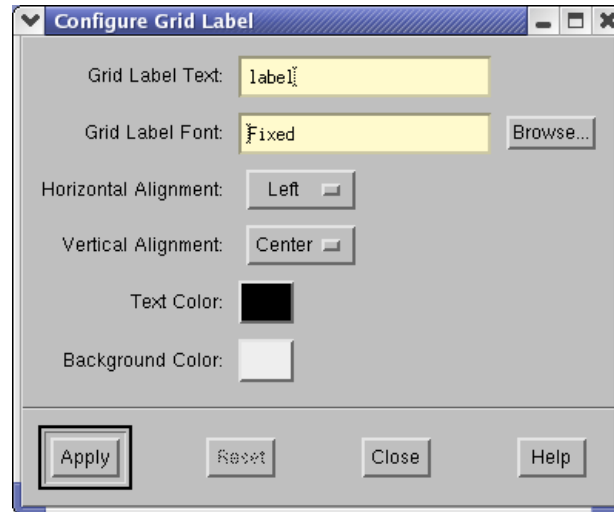 Configure Grid Label
Grid Label Text: label
Grid Label Font: Fixed Browse...
Horizontal Alignment: Left
Vertical Alignment: Center
Text Color:
Background Color:
Apply Reset Close Help